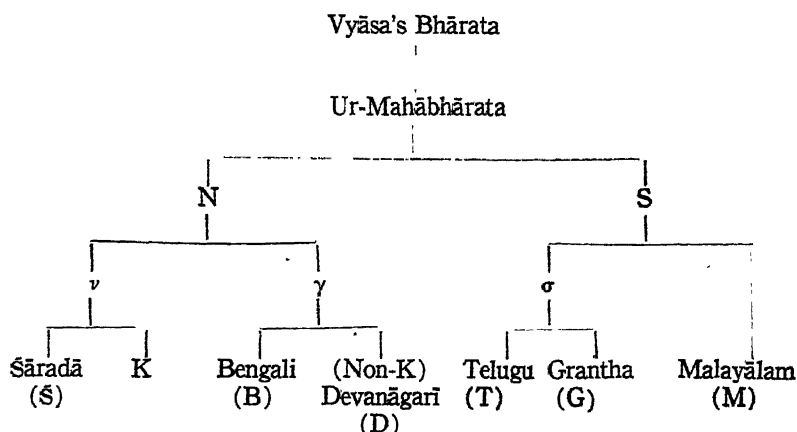 Vyāsa's Bhārata
Ur-Mahābhārata
N S
ν γ σ
Śāradā K Bengali (Non-K) Telugu Grantha Malayālam
(Ś) (B) Devanāgarī (T) (G) (M)
(D)